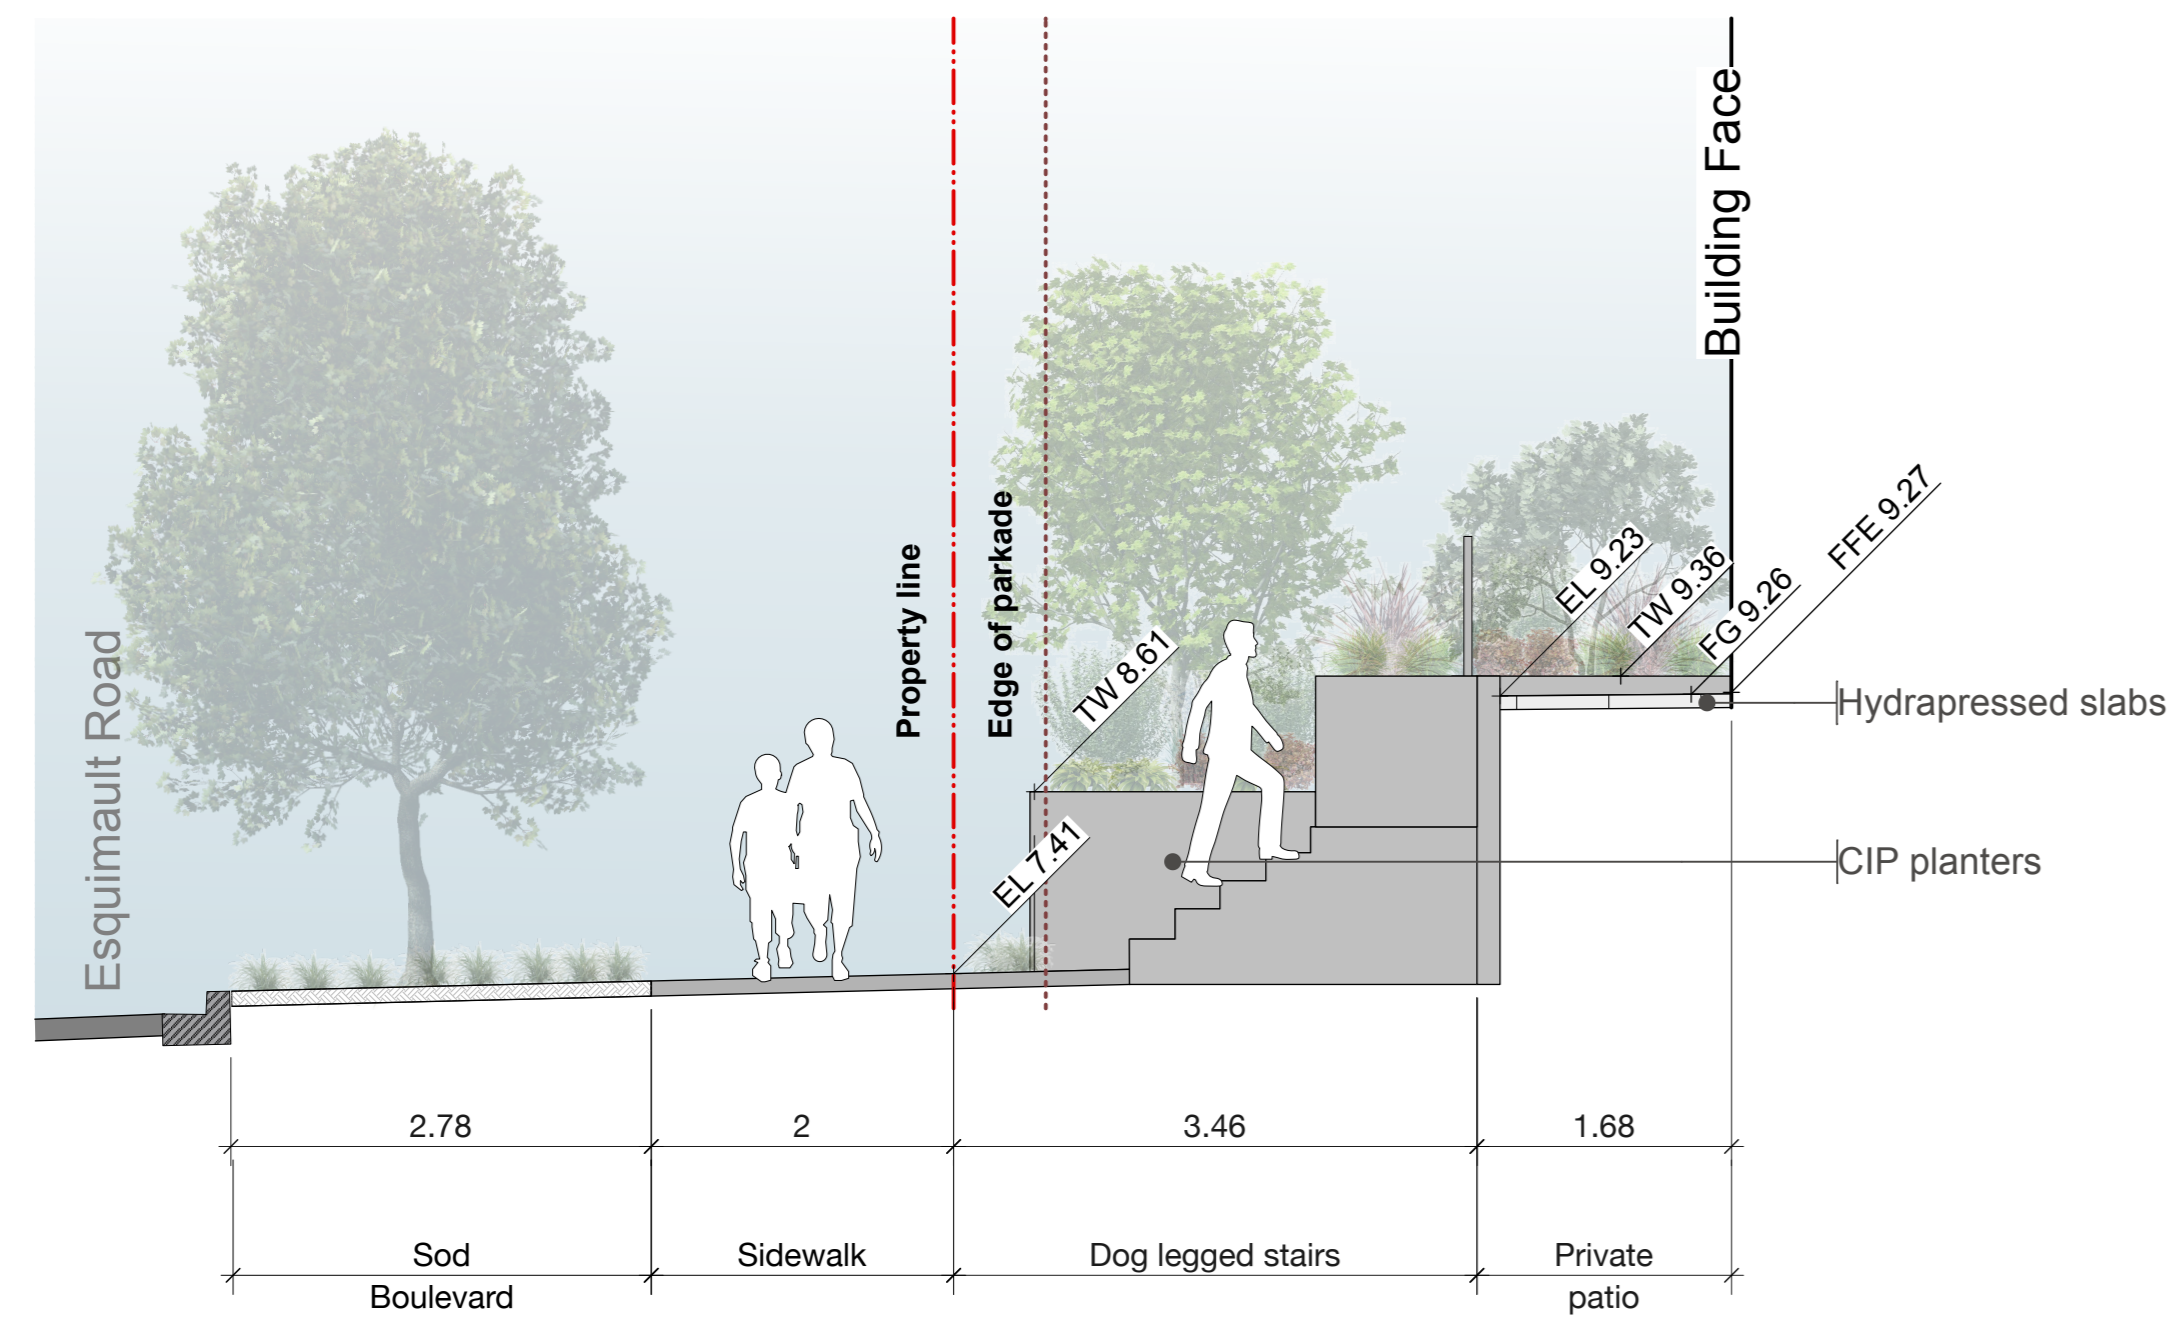 Esquimault Road
Property line
Edge of parkade
Building Face
TW 8.61
EL 7.41
EL 9.23
TW 9.36
FG 9.26
FFE 9.27
Hydrapressed slabs
CIP planters
2.78
2
3.46
1.68
Sod
Boulevard
Sidewalk
Dog legged stairs
Private
patio